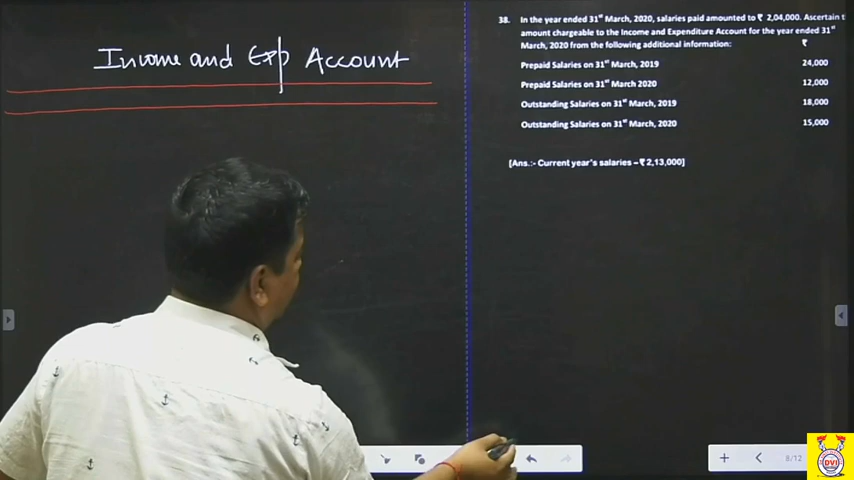 Income and Exp Account
38. In the year ended 31st March, 2020, salaries paid amounted to ₹ 2,04,000. Ascertain t
amount chargeable to the Income and Expenditure Account for the year ended 31st
March, 2020 from the following additional information: ₹
Prepaid Salaries on 31st March, 2019 24,000
Prepaid Salaries on 31st March 2020 12,000
Outstanding Salaries on 31st March, 2019 18,000
Outstanding Salaries on 31st March, 2020 15,000
[Ans.:- Current year's salaries – ₹ 2,13,000]
8/12
DVI